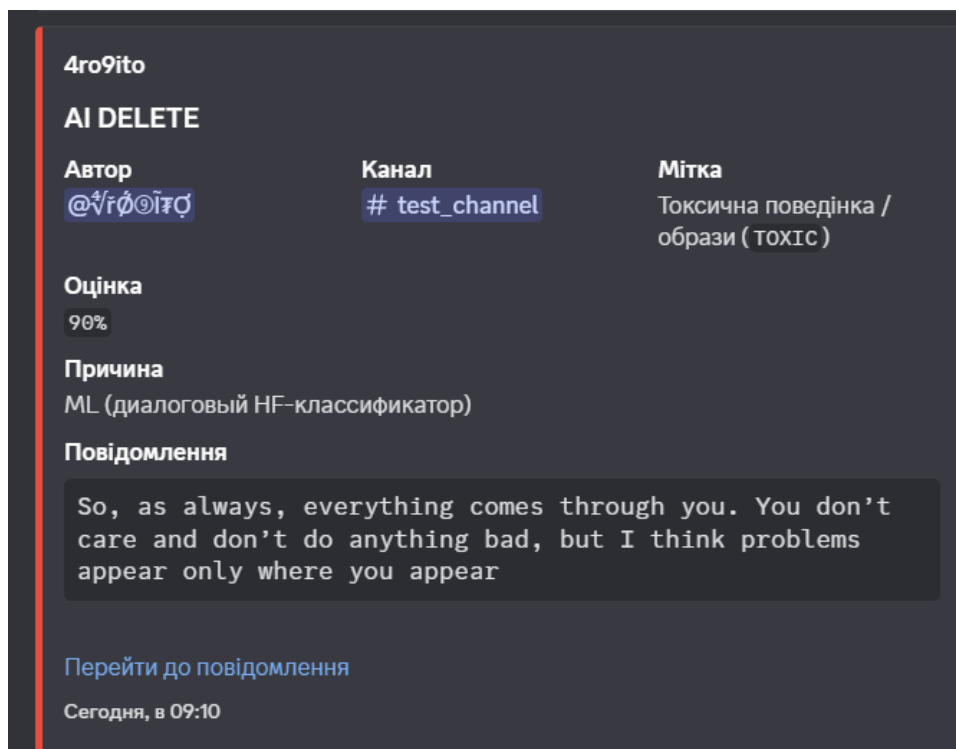 4ro9ito
AI DELETE
Автор
Канал
Мітка
# test_channel
Токсична поведінка /
образи ( TOXIC )
Оцінка
90%
Причина
ML (диалоговый HF-классификатор)
Повідомлення
So, as always, everything comes through you. You don’t
care and don’t do anything bad, but I think problems
appear only where you appear
Перейти до повідомлення
Сегодня, в 09:10